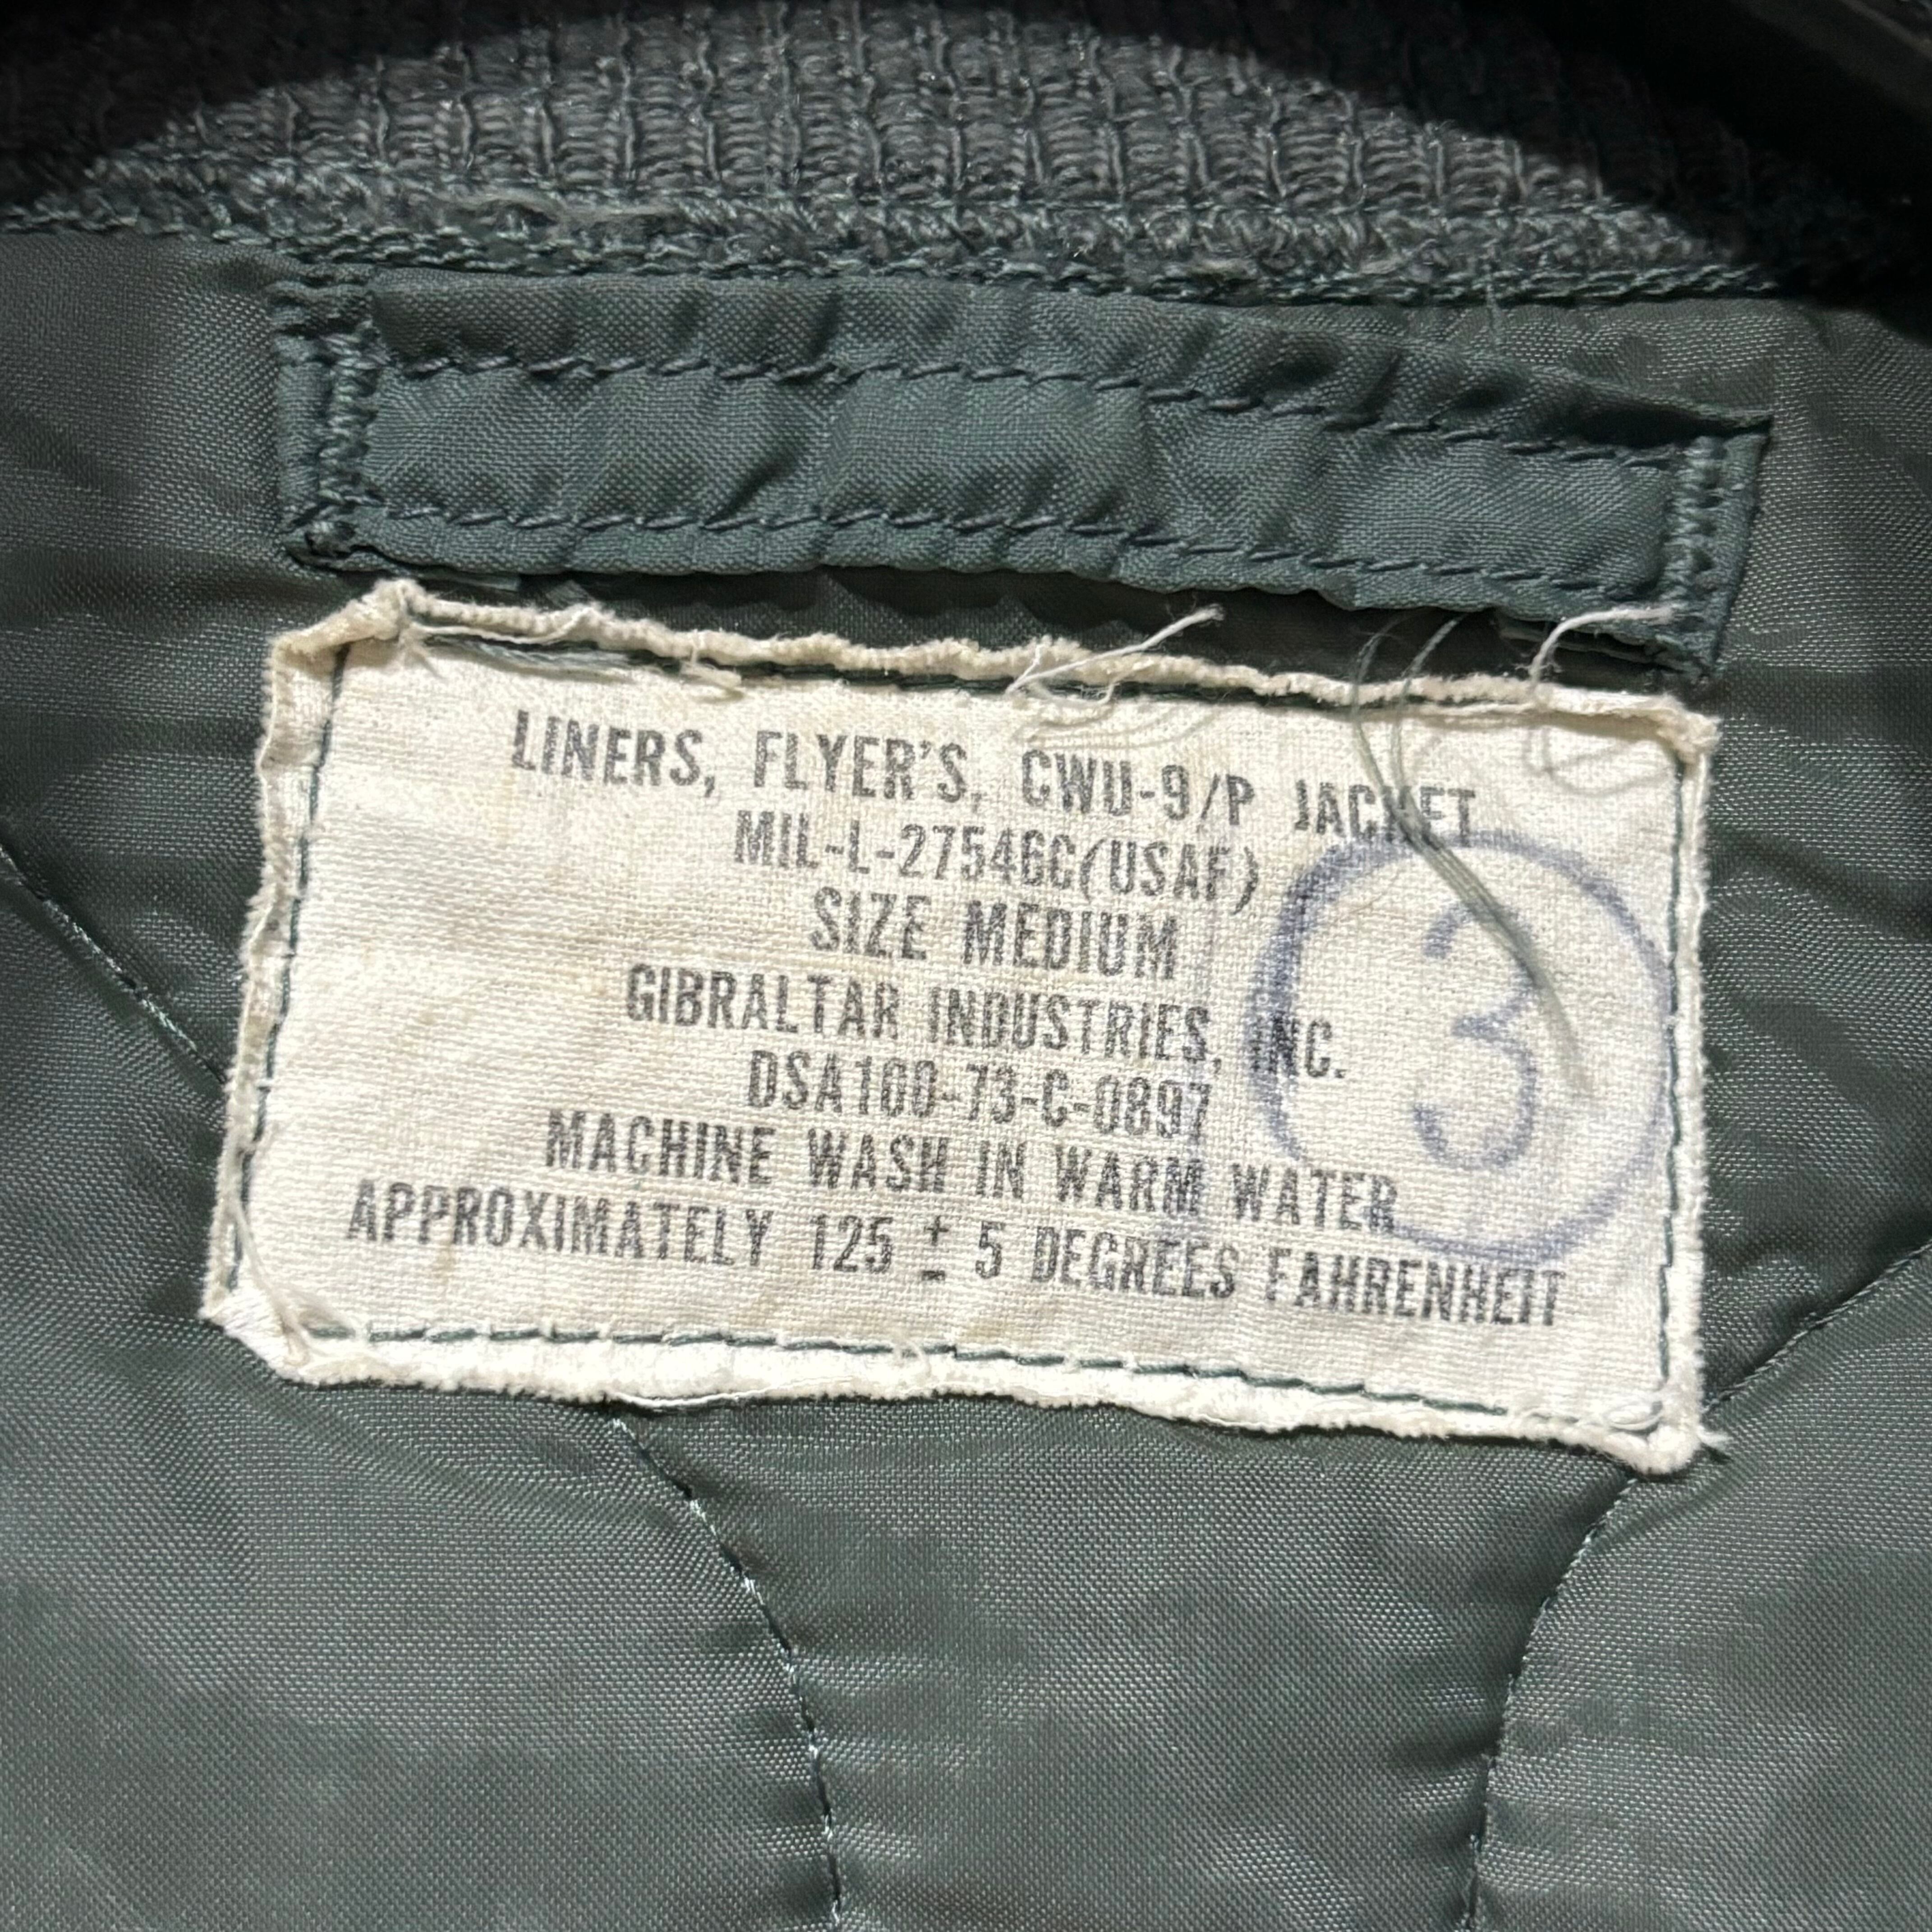 LINERS, FLYER'S, CWU-9/P JACKET
MIL-L-27546C(USAF)
SIZE MEDIUM
GIBRALTAR INDUSTRIES, INC.
DSA100-73-C-0897
MACHINE WASH IN WARM WATER
APPROXIMATELY 125 ± 5 DEGREES FAHRENHEIT
3